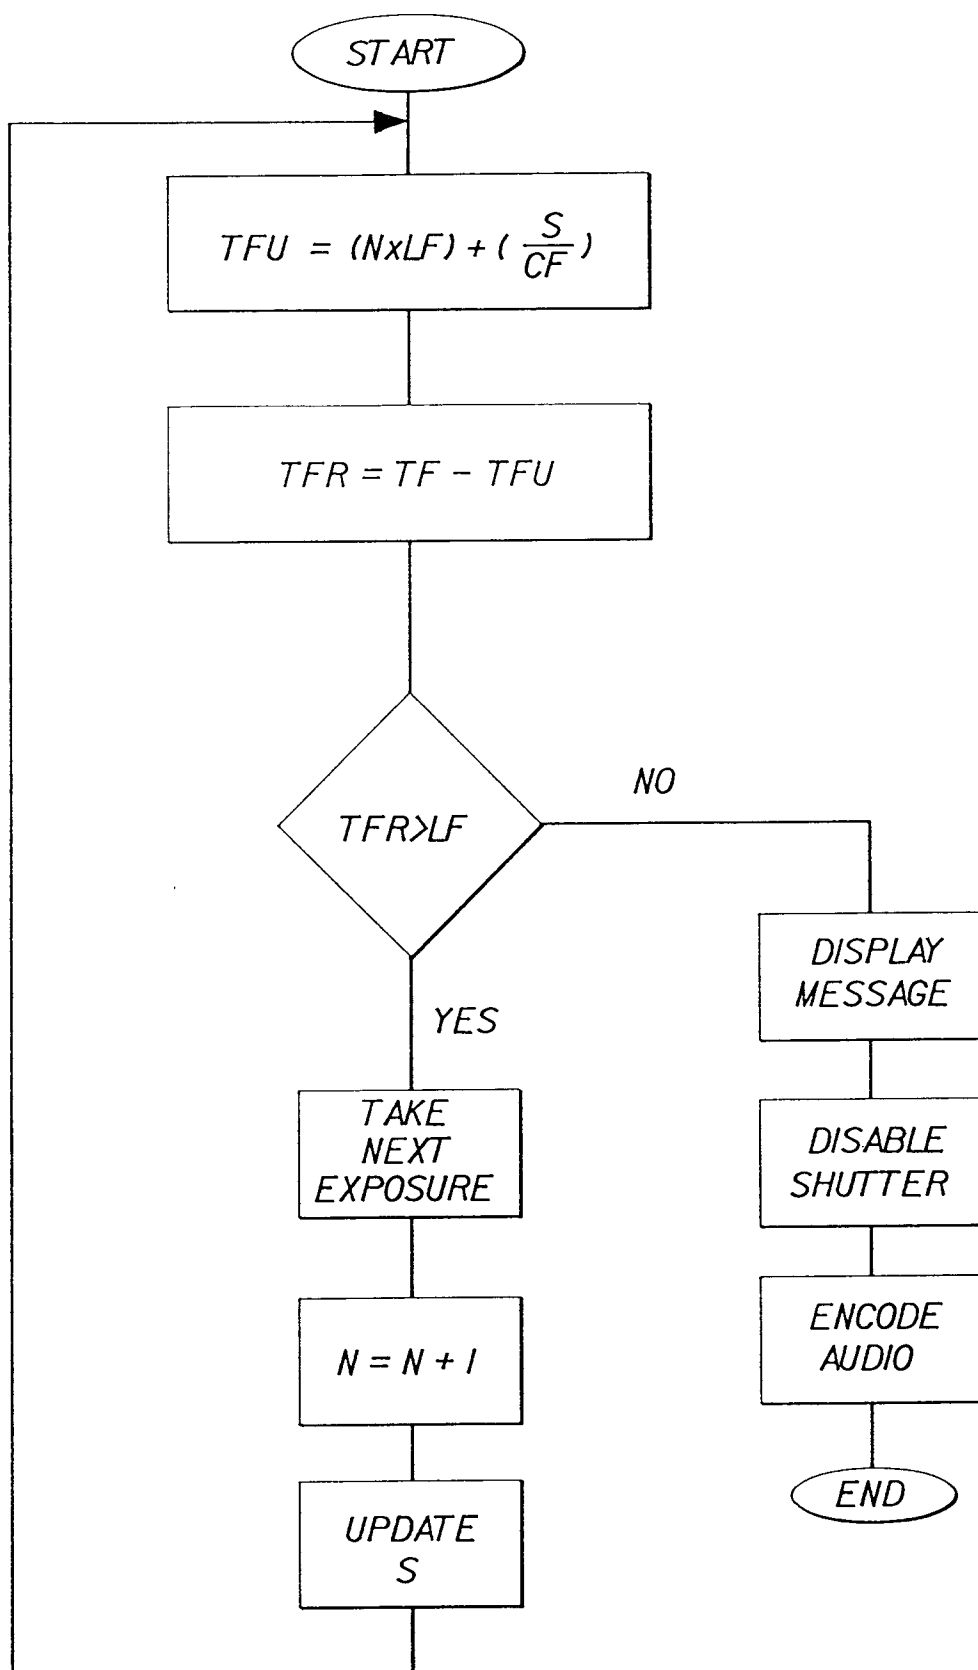 START
TFU = (NxLF) + ( S/CF )
TFR = TF - TFU
TFR>LF
NO
YES
TAKE
NEXT
EXPOSURE
N = N + 1
UPDATE
S
DISPLAY
MESSAGE
DISABLE
SHUTTER
ENCODE
AUDIO
END